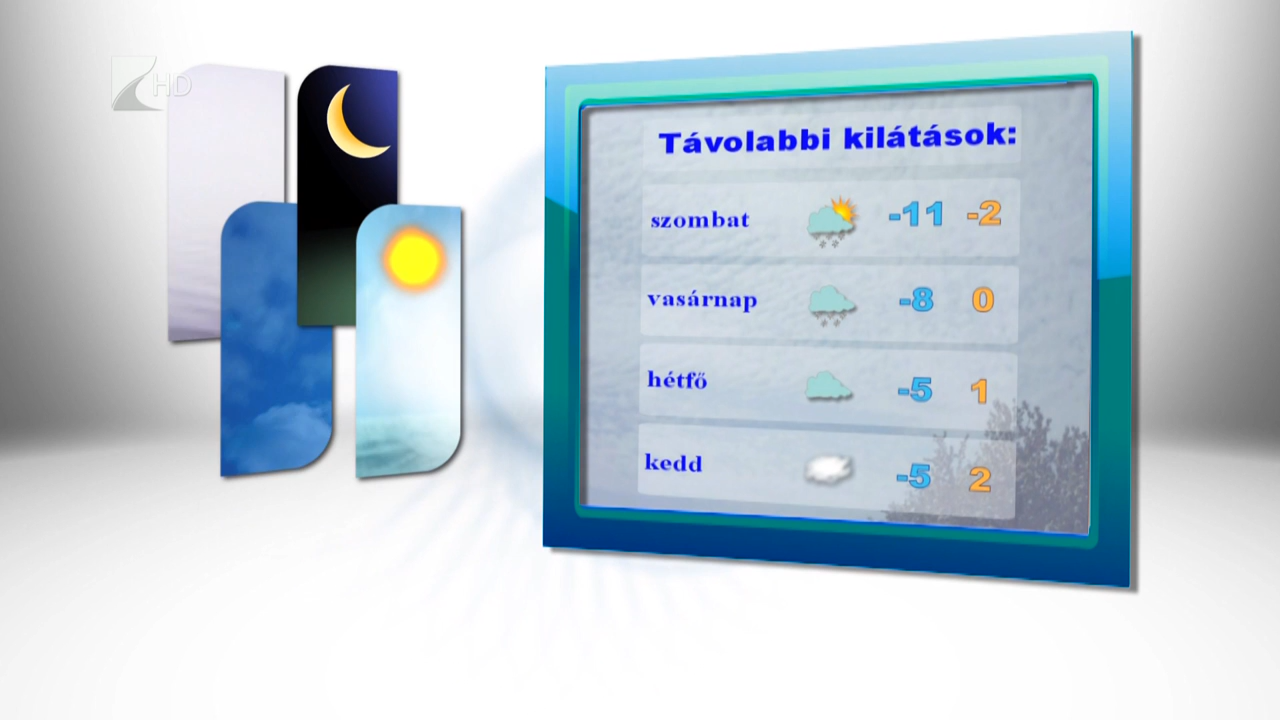 HD
Távolabbi kilátások:
szombat -11 -2
vasárnap -8 0
hétfő -5 1
kedd -5 2